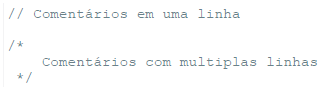 // Comentários em uma linha
/*
Comentários com multiplas linhas
*/